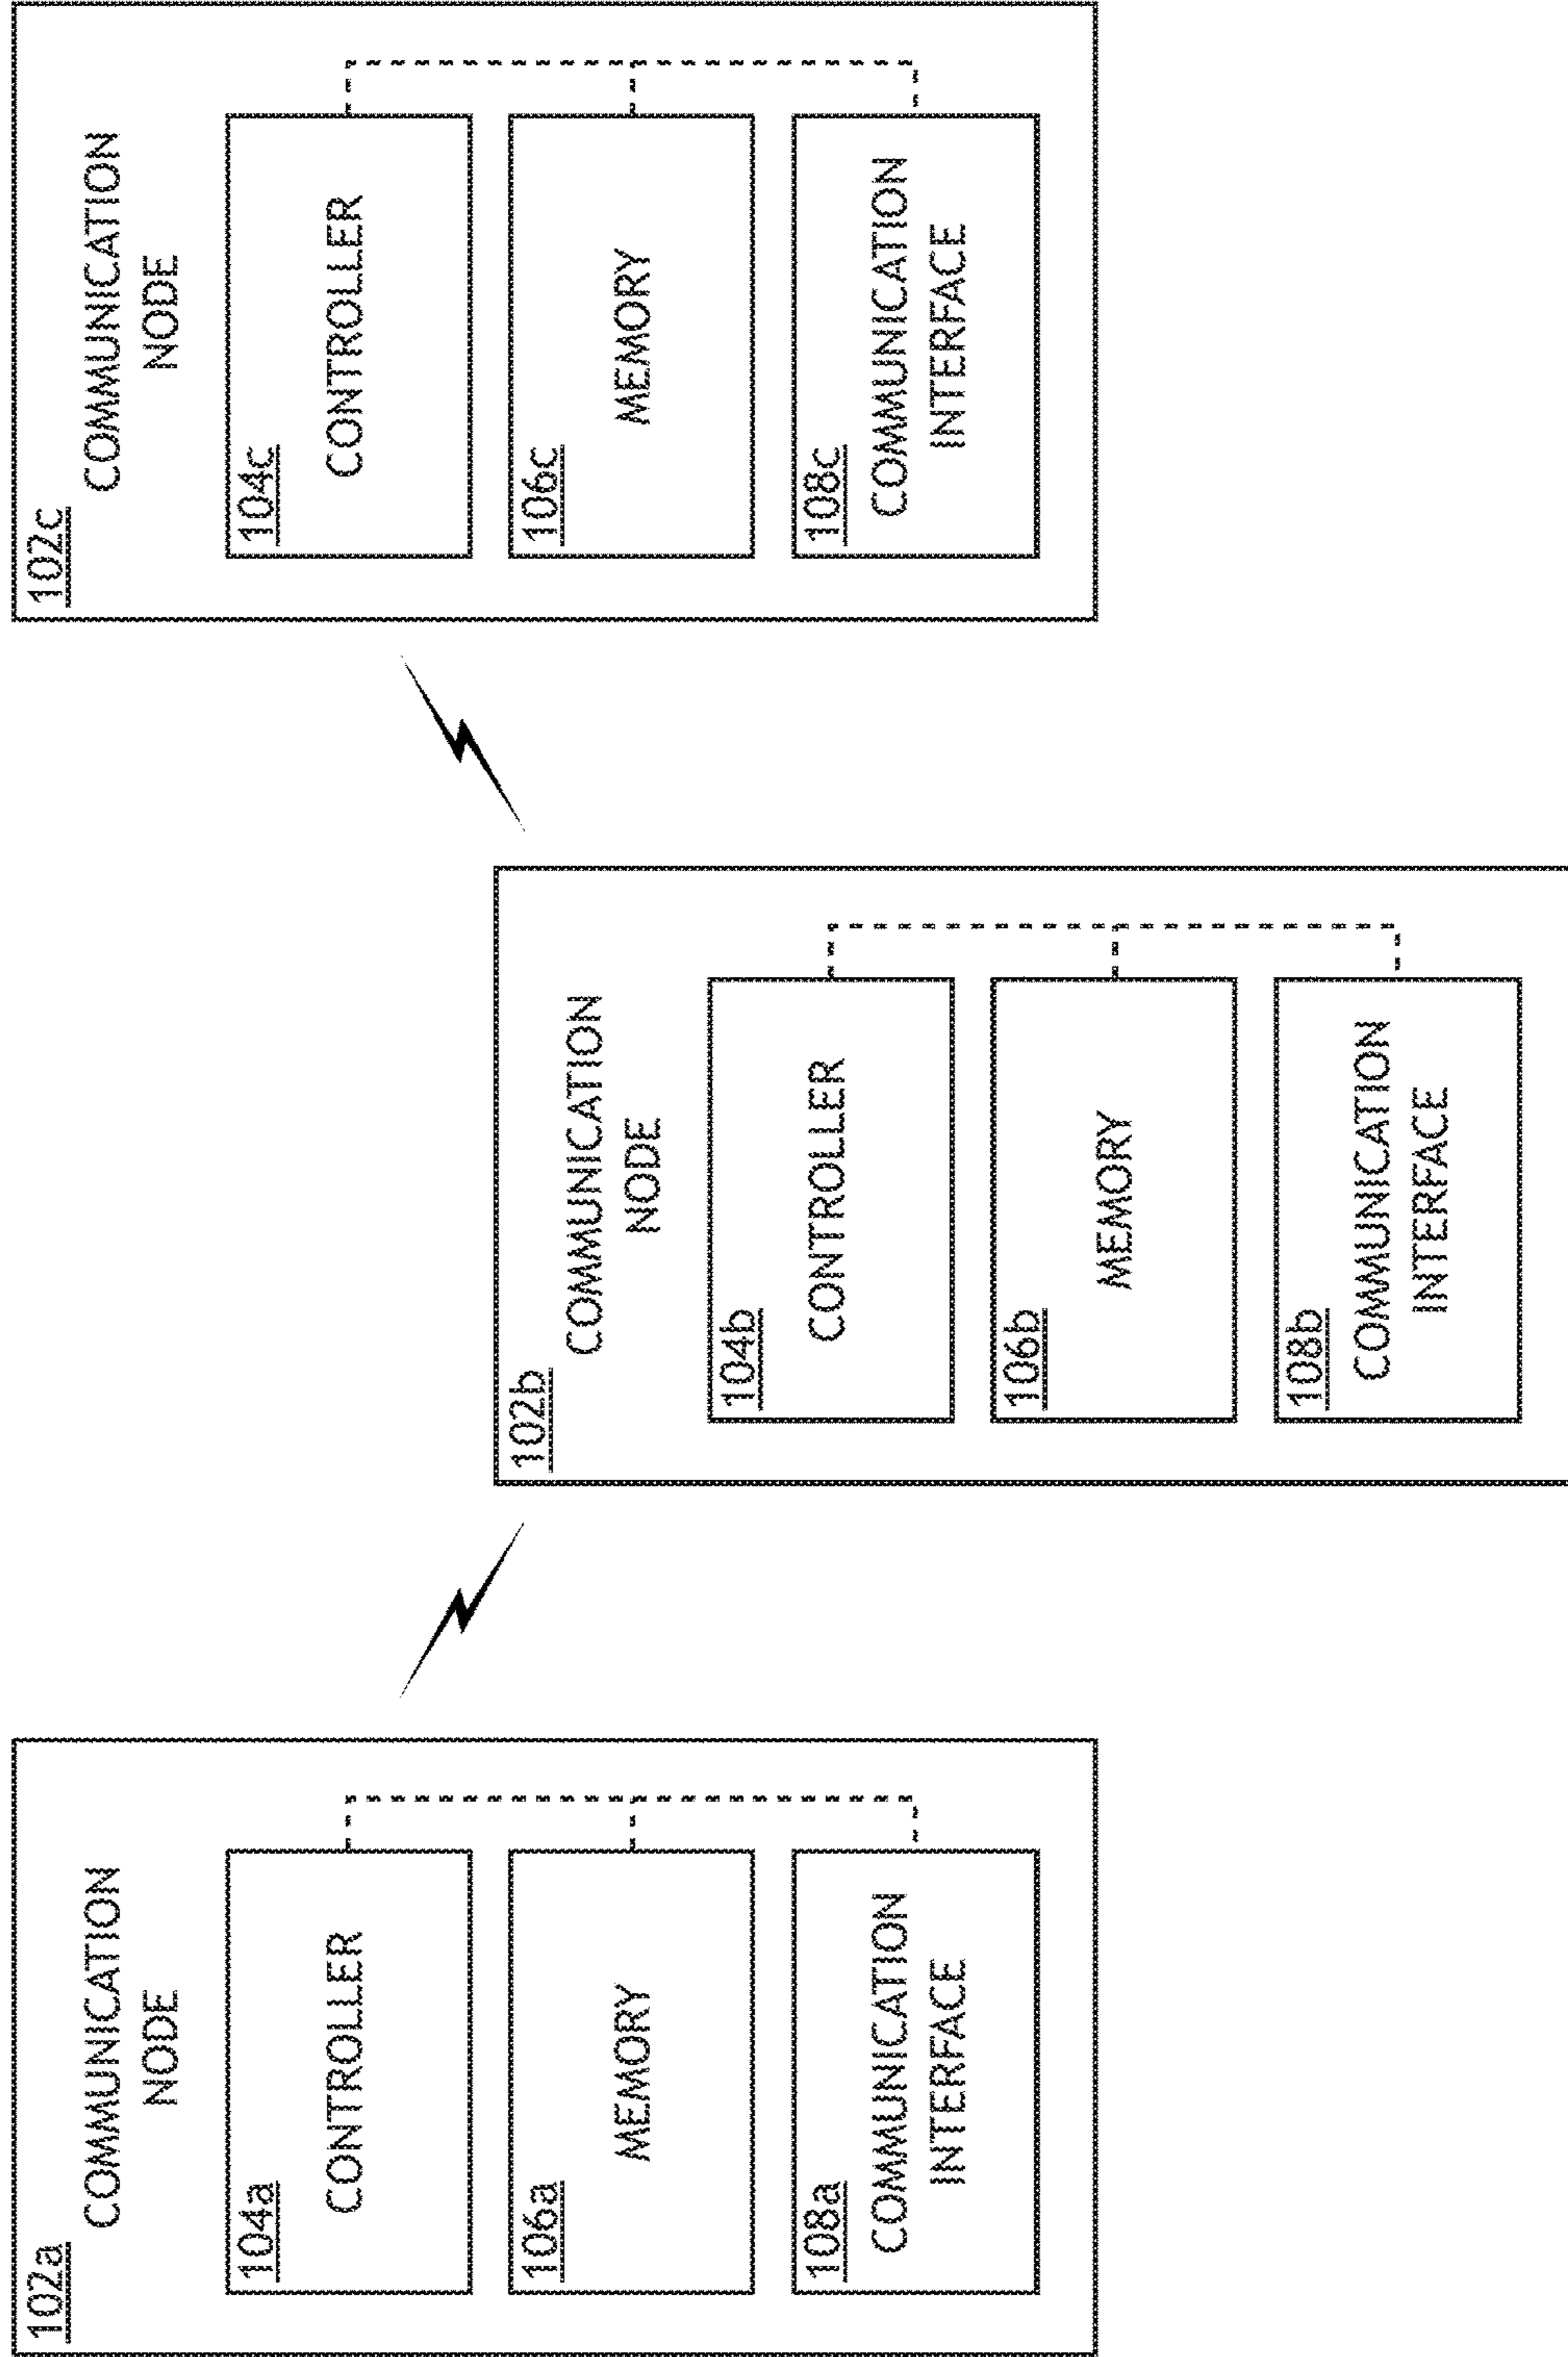 102a
COMMUNICATION
NODE
104a
CONTROLLER
106a
MEMORY
108a
COMMUNICATION
INTERFACE
102b
COMMUNICATION
NODE
104b
CONTROLLER
106b
MEMORY
108b
COMMUNICATION
INTERFACE
102c
COMMUNICATION
NODE
104c
CONTROLLER
106c
MEMORY
108c
COMMUNICATION
INTERFACE